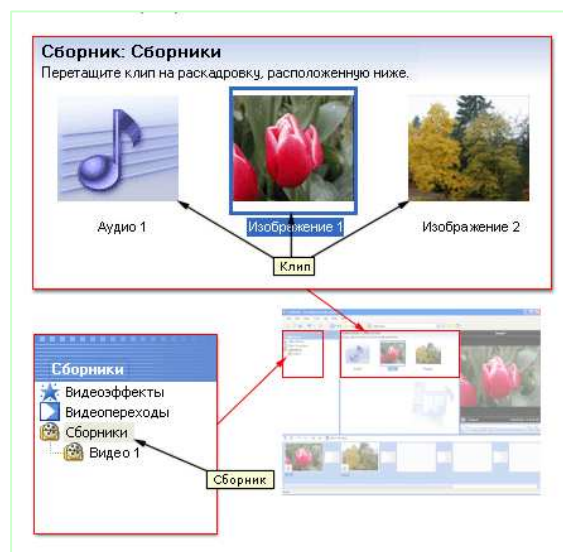 Сборник: Сборники
Перетащите клип на раскадровку, расположенную ниже.
Аудио 1
Изображение 1
Изображение 2
Клип
Сборники
Видеоэффекты
Видеопереходы
Сборники
Видео 1
Сборник